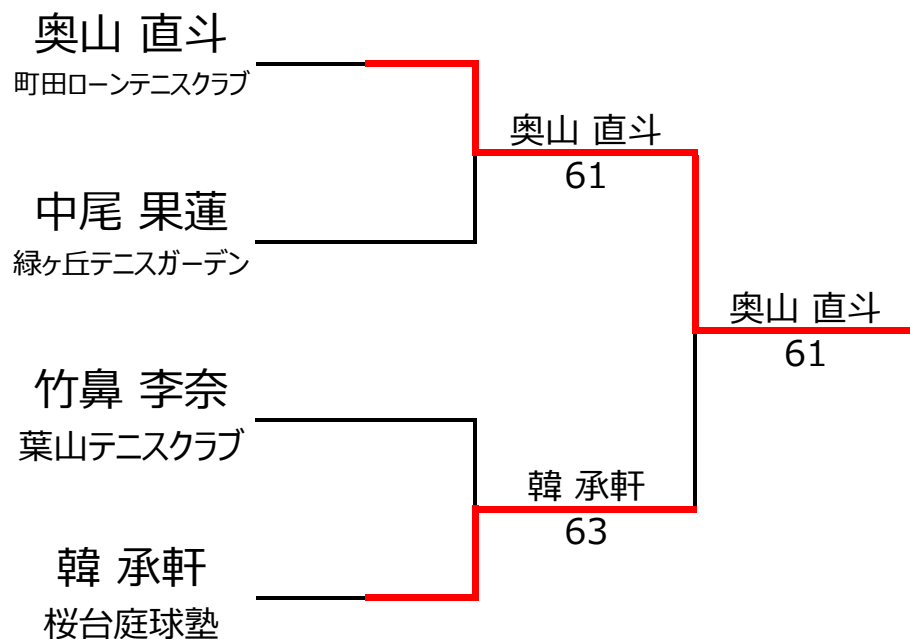 奥山 直斗
町田ローンテニスクラブ
奥山 直斗
61
中尾 果蓮
緑ヶ丘テニスガーデン
奥山 直斗
61
竹鼻 李奈
葉山テニスクラブ
韓 承軒
63
韓 承軒
桜台庭球塾